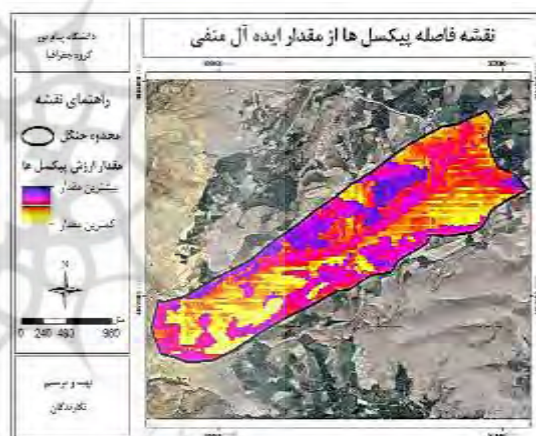 نقشه فاصله پیکسل ها از مقدار ایده آل منفی
دانشگاه پیام نور
گروه جغرافیا
راهنمای نقشه
محدوده جنگل
مقدار ارزش پیکسل ها
بیشترین مقدار
کمترین مقدار
N
متر
0 240 480 960
تهیه و ترسیم
نگارندگان